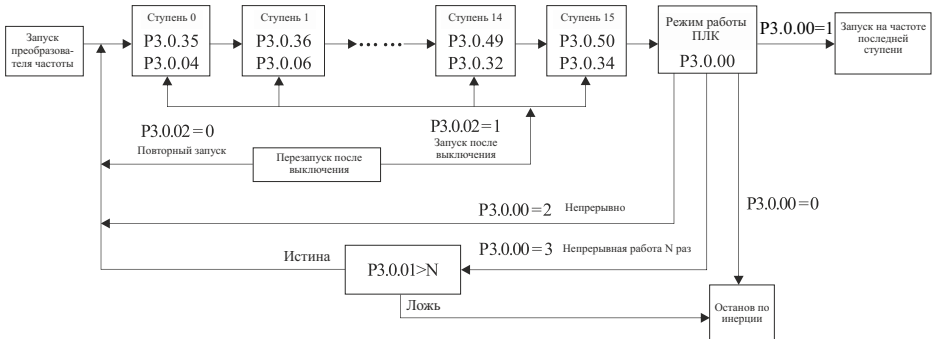 Запуск
преобразова-
теля частоты
Ступень 0
P3.0.35
P3.0.04
Ступень 1
P3.0.36
P3.0.06
Ступень 14
P3.0.49
P3.0.32
Ступень 15
P3.0.50
P3.0.34
Режим работы
ПЛК
P3.0.00
P3.0.00=1
Запуск на частоте
последней
ступени
P3.0.02=0
Повторный запуск
Перезапуск после
выключения
P3.0.02=1
Запуск после
выключения
P3.0.00=2 Непрерывно
P3.0.00=0
P3.0.00=3 Непрерывная работа N раз
Истина
P3.0.01>N
Ложь
Останов по
инерции